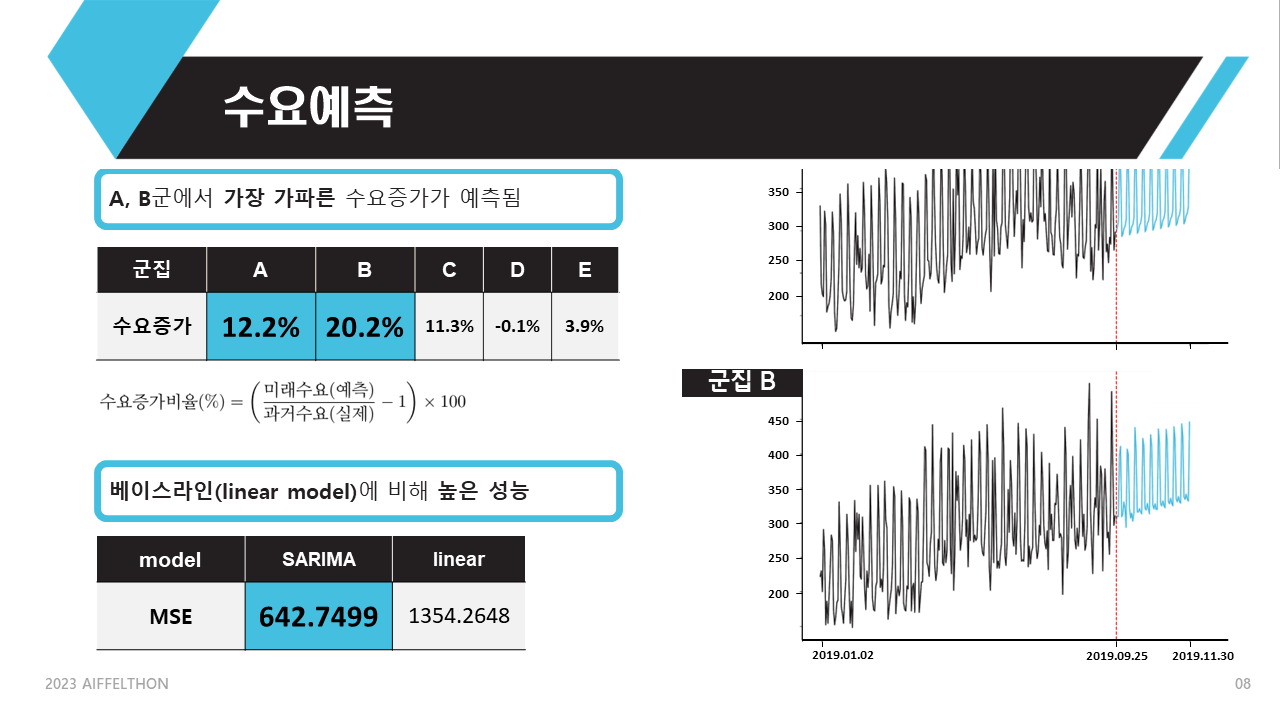 수요예측
A, B군에서 가장 가파른 수요증가가 예측됨
군집 A B C D E
수요증가 12.2% 20.2% 11.3% -0.1% 3.9%
수요증가비율(%) = (미래수요(예측) / 과거수요(실제) − 1) × 100
베이스라인(linear model)에 비해 높은 성능
model SARIMA linear
MSE 642.7499 1354.2648
350
300
250
200
군집 B
450
400
350
300
250
200
2019.01.02 2019.09.25 2019.11.30
2023 AIFFELTHON
08